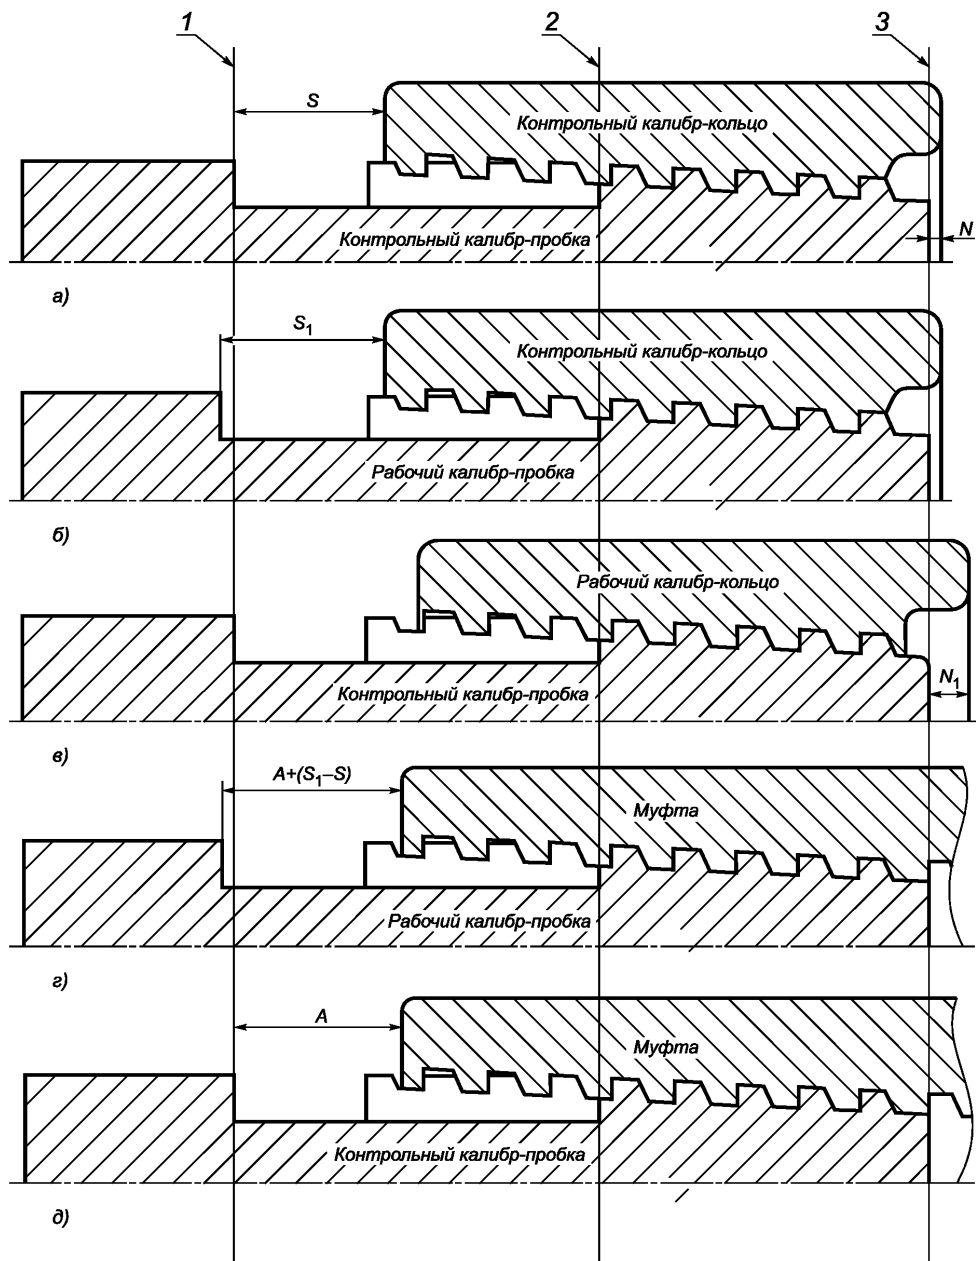 1
2
3
S
Контрольный калибр-кольцо
Контрольный калибр-пробка
N
а)
S₁
Контрольный калибр-кольцо
Рабочий калибр-пробка
б)
Рабочий калибр-кольцо
Контрольный калибр-пробка
N₁
в)
A+(S₁–S)
Муфта
Рабочий калибр-пробка
г)
A
Муфта
Контрольный калибр-пробка
д)